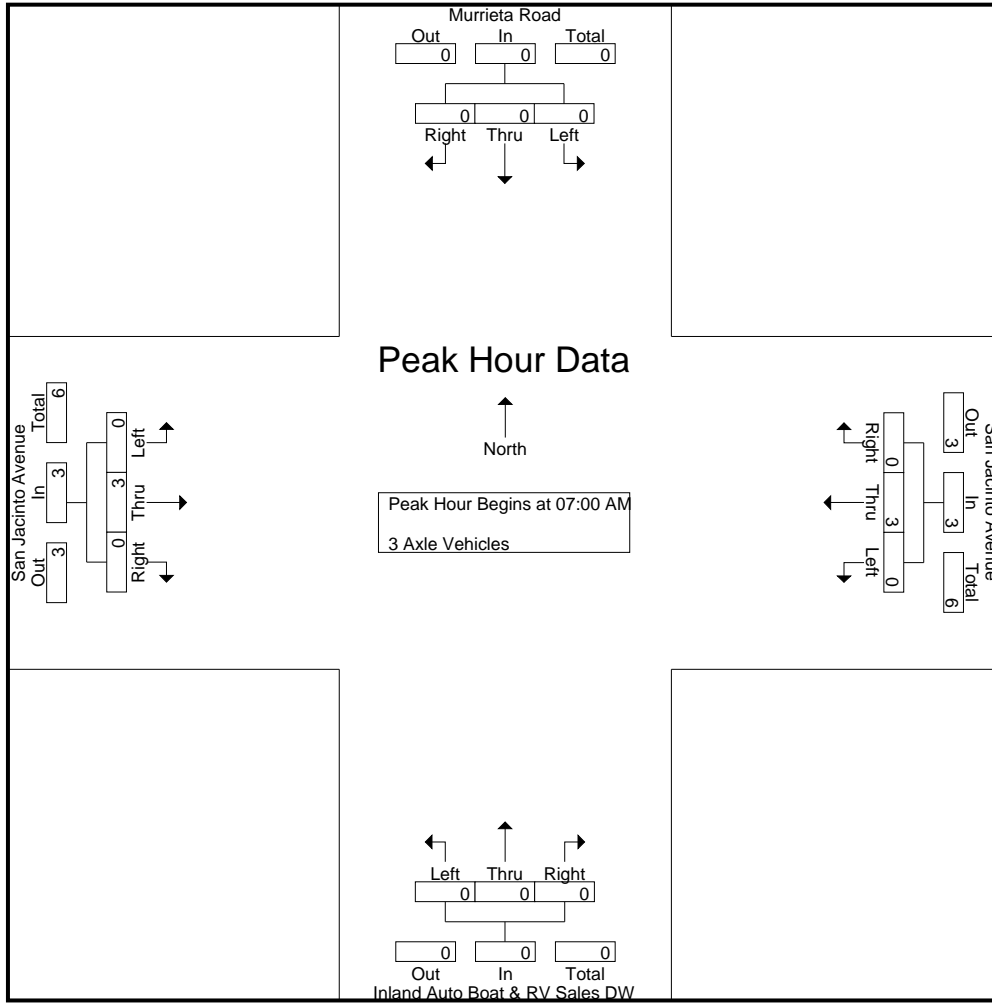 Murrieta Road
Out In Total
0 0 0
0 0 0
Right Thru Left
Peak Hour Data
North
Peak Hour Begins at 07:00 AM
3 Axle Vehicles
San Jacinto Avenue
Total In Out
6 3 3
0 3 0
Left Thru Right
San Jacinto Avenue
Out In Total
3 3 6
0 3 0
Right Thru Left
Left Thru Right
0 0 0
0 0 0
Out In Total
Inland Auto Boat & RV Sales DW